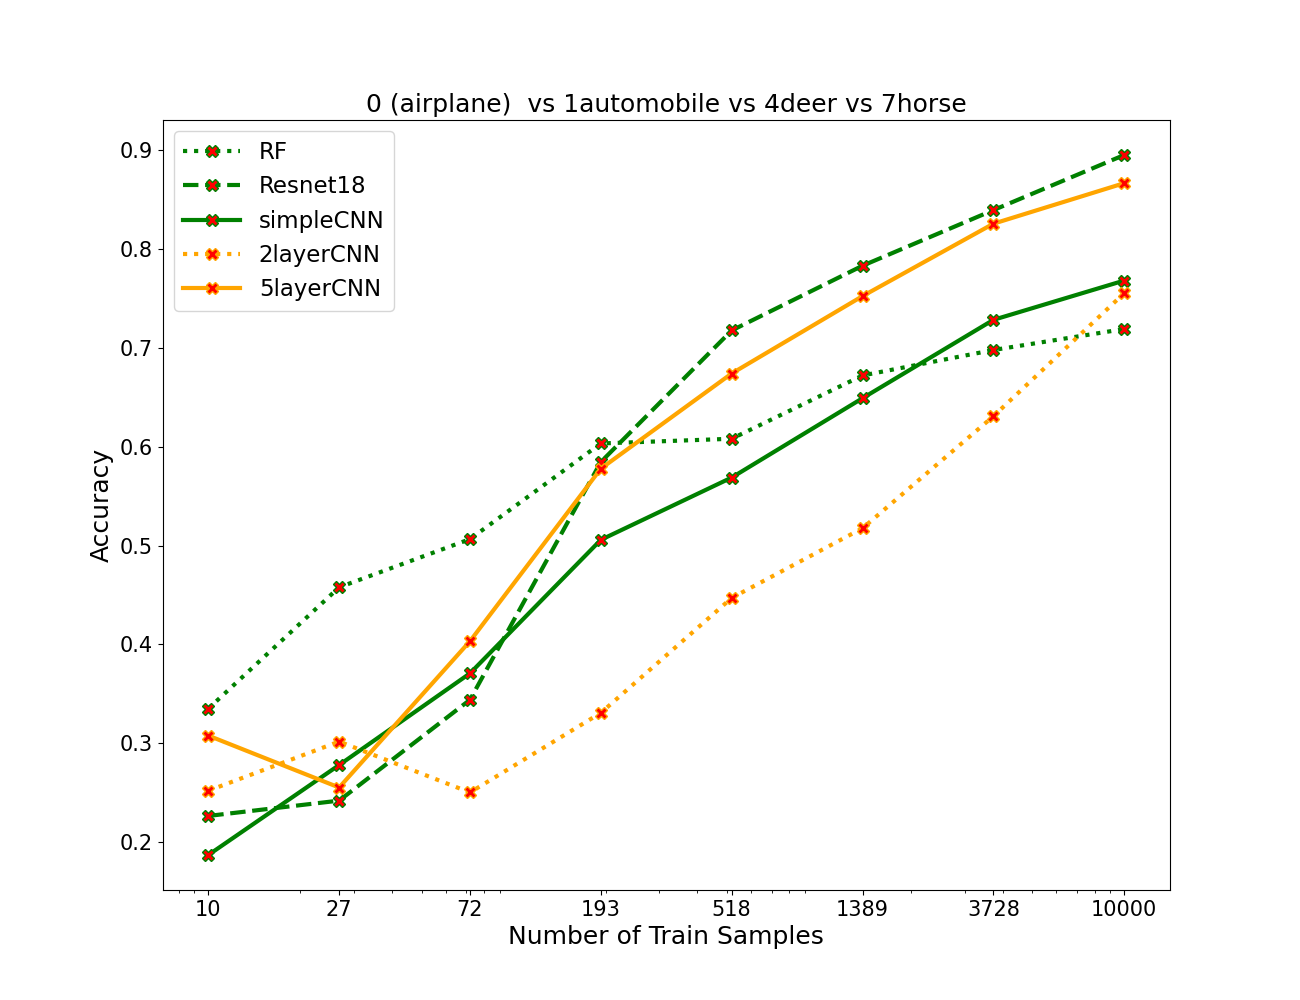 0 (airplane)  vs 1automobile vs 4deer vs 7horse
RF
Resnet18
simpleCNN
2layerCNN
5layerCNN
Accuracy
0.9
0.8
0.7
0.6
0.5
0.4
0.3
0.2
10 27 72 193 518 1389 3728 10000
Number of Train Samples